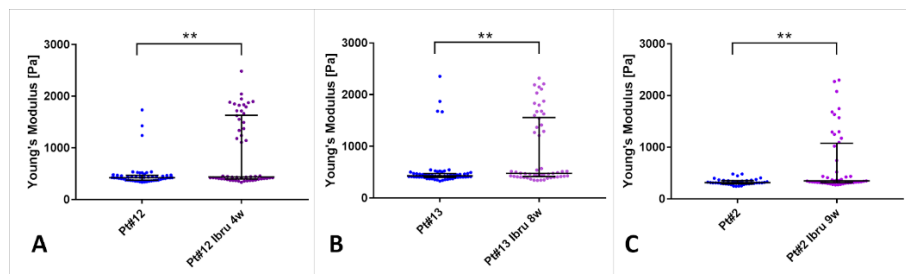 **
Young's Modulus [Pa]
3000
2000
1000
0
Pt#12
Pt#12 Ibru 4w
A
**
Young's Modulus [Pa]
3000
2000
1000
0
Pt#13
Pt#13 Ibru 8w
B
**
Young's Modulus [Pa]
3000
2000
1000
0
Pt#2
Pt#2 Ibru 9w
C